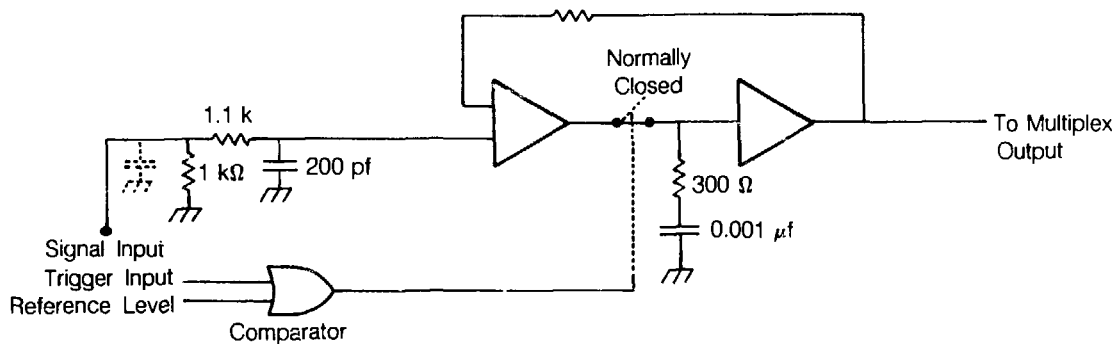 Normally
Closed
1.1 k
1 kΩ
200 pf
To Multiplex
Output
300 Ω
0.001 μf
Signal Input
Trigger Input
Reference Level
Comparator